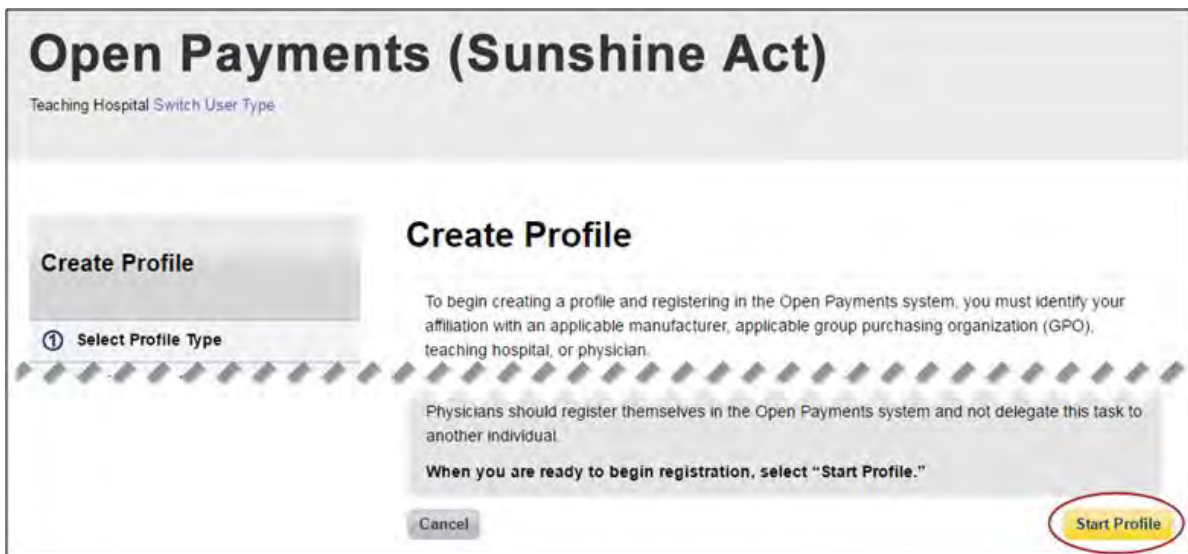 Open Payments (Sunshine Act)
Teaching Hospital Switch User Type
Create Profile
① Select Profile Type
Create Profile
To begin creating a profile and registering in the Open Payments system, you must identify your
affiliation with an applicable manufacturer, applicable group purchasing organization (GPO),
teaching hospital, or physician.
Physicians should register themselves in the Open Payments system and not delegate this task to
another individual.
When you are ready to begin registration, select “Start Profile.”
Cancel
Start Profile